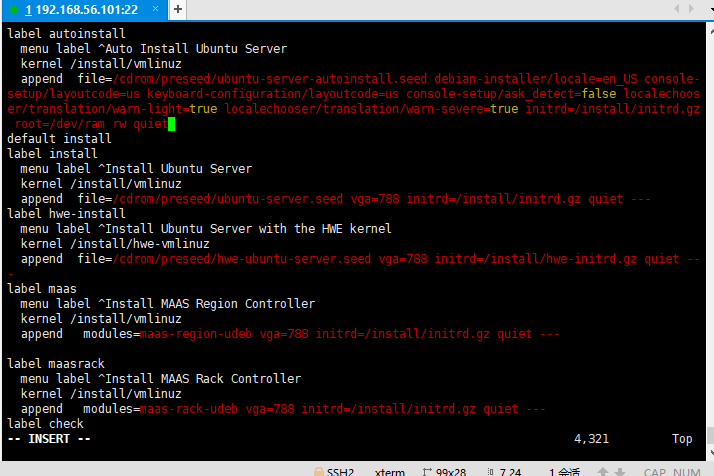 1 192.168.56.101:22 × +
label autoinstall
menu label ^Auto Install Ubuntu Server
kernel /install/vmlinuz
append file=/cdrom/preseed/ubuntu-server-autoinstall.seed debian-installer/locale=en_US console-
setup/layoutcode=us keyboard-configuration/layoutcode=us console-setup/ask_detect=false localechoos
er/translation/warn-light=true localechooser/translation/warn-severe=true initrd=/install/initrd.gz
root=/dev/ram rw quiet
default install
label install
menu label ^Install Ubuntu Server
kernel /install/vmlinuz
append file=/cdrom/preseed/ubuntu-server.seed vga=788 initrd=/install/initrd.gz quiet ---
label hwe-install
menu label ^Install Ubuntu Server with the HWE kernel
kernel /install/hwe-vmlinuz
append file=/cdrom/preseed/hwe-ubuntu-server.seed vga=788 initrd=/install/hwe-initrd.gz quiet --
-
label maas
menu label ^Install MAAS Region Controller
kernel /install/vmlinuz
append modules=maas-region-udeb vga=788 initrd=/install/initrd.gz quiet ---
label maasrack
menu label ^Install MAAS Rack Controller
kernel /install/vmlinuz
append modules=maas-rack-udeb vga=788 initrd=/install/initrd.gz quiet ---
label check
-- INSERT -- 4,321 Top
SSH2 xterm 99x28 7,24 1 会话 CAP NUM